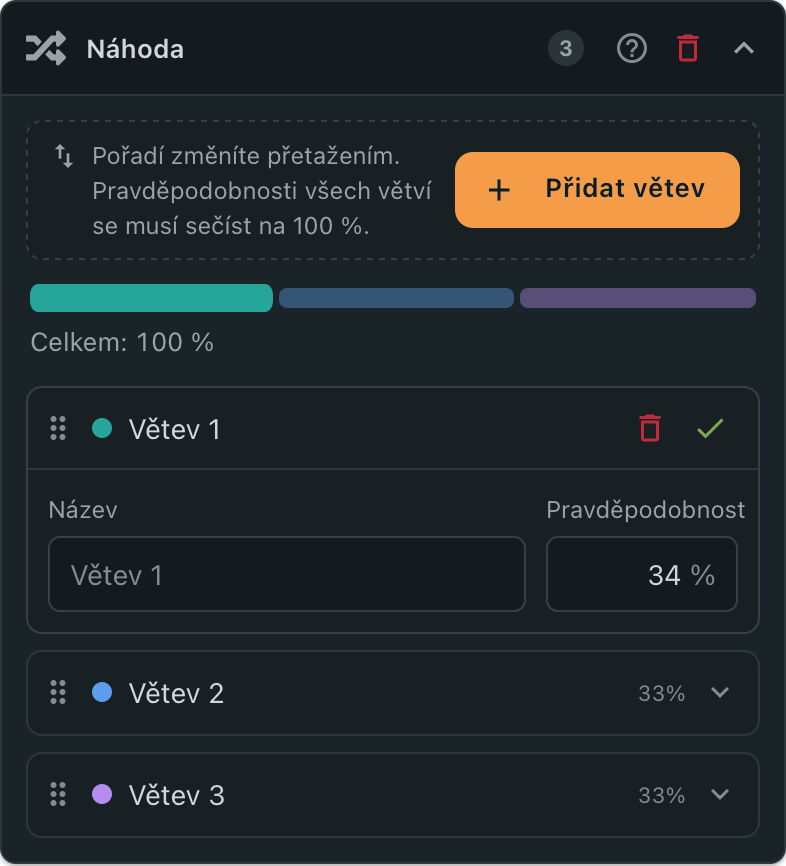 Náhoda
3
Pořadí změníte přetažením.
Pravděpodobnosti všech větví
se musí sečíst na 100 %.
Přidat větev
Celkem: 100 %
Větev 1
Název
Pravděpodobnost
Větev 1
34 %
Větev 2
33%
Větev 3
33%